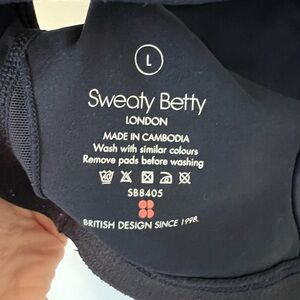 L
Sweaty Betty
LONDON
MADE IN CAMBODIA
Wash with similar colours
Remove pads before washing
SB8405
BRITISH DESIGN SINCE 1998.